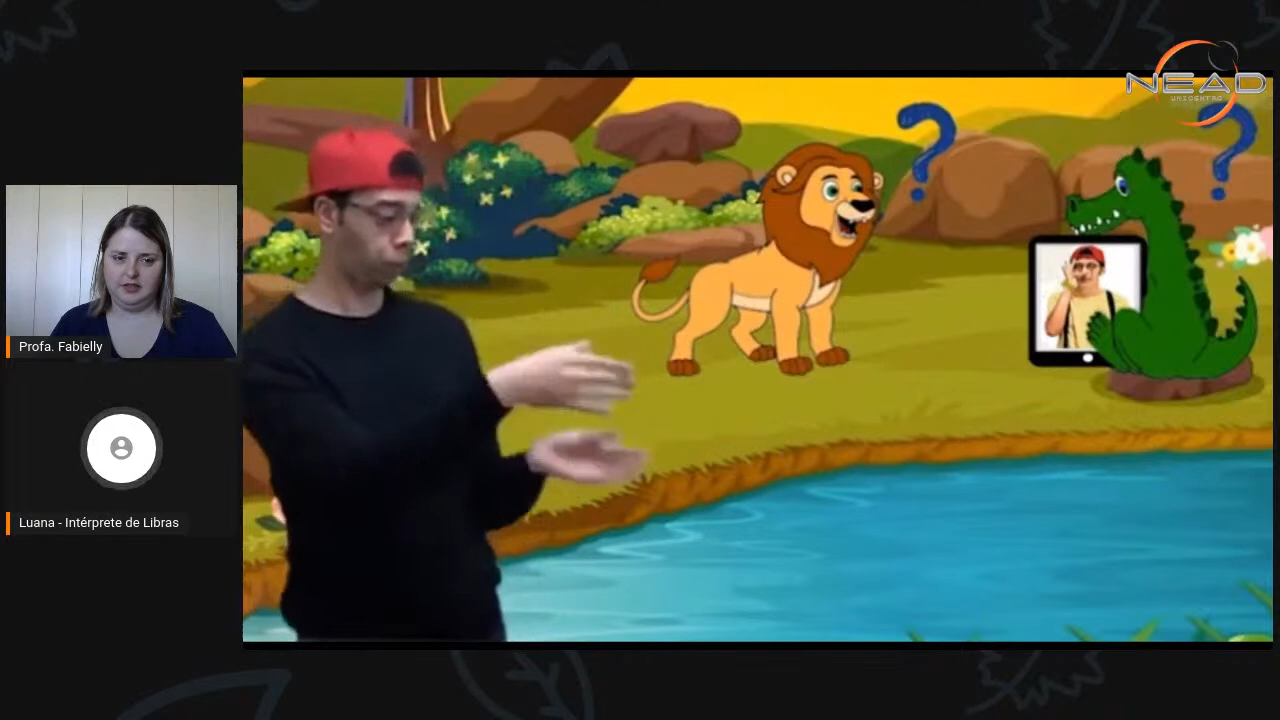 NEAD
UNICENTRO
? ?
Profa. Fabielly
Luana - Intérprete de Libras